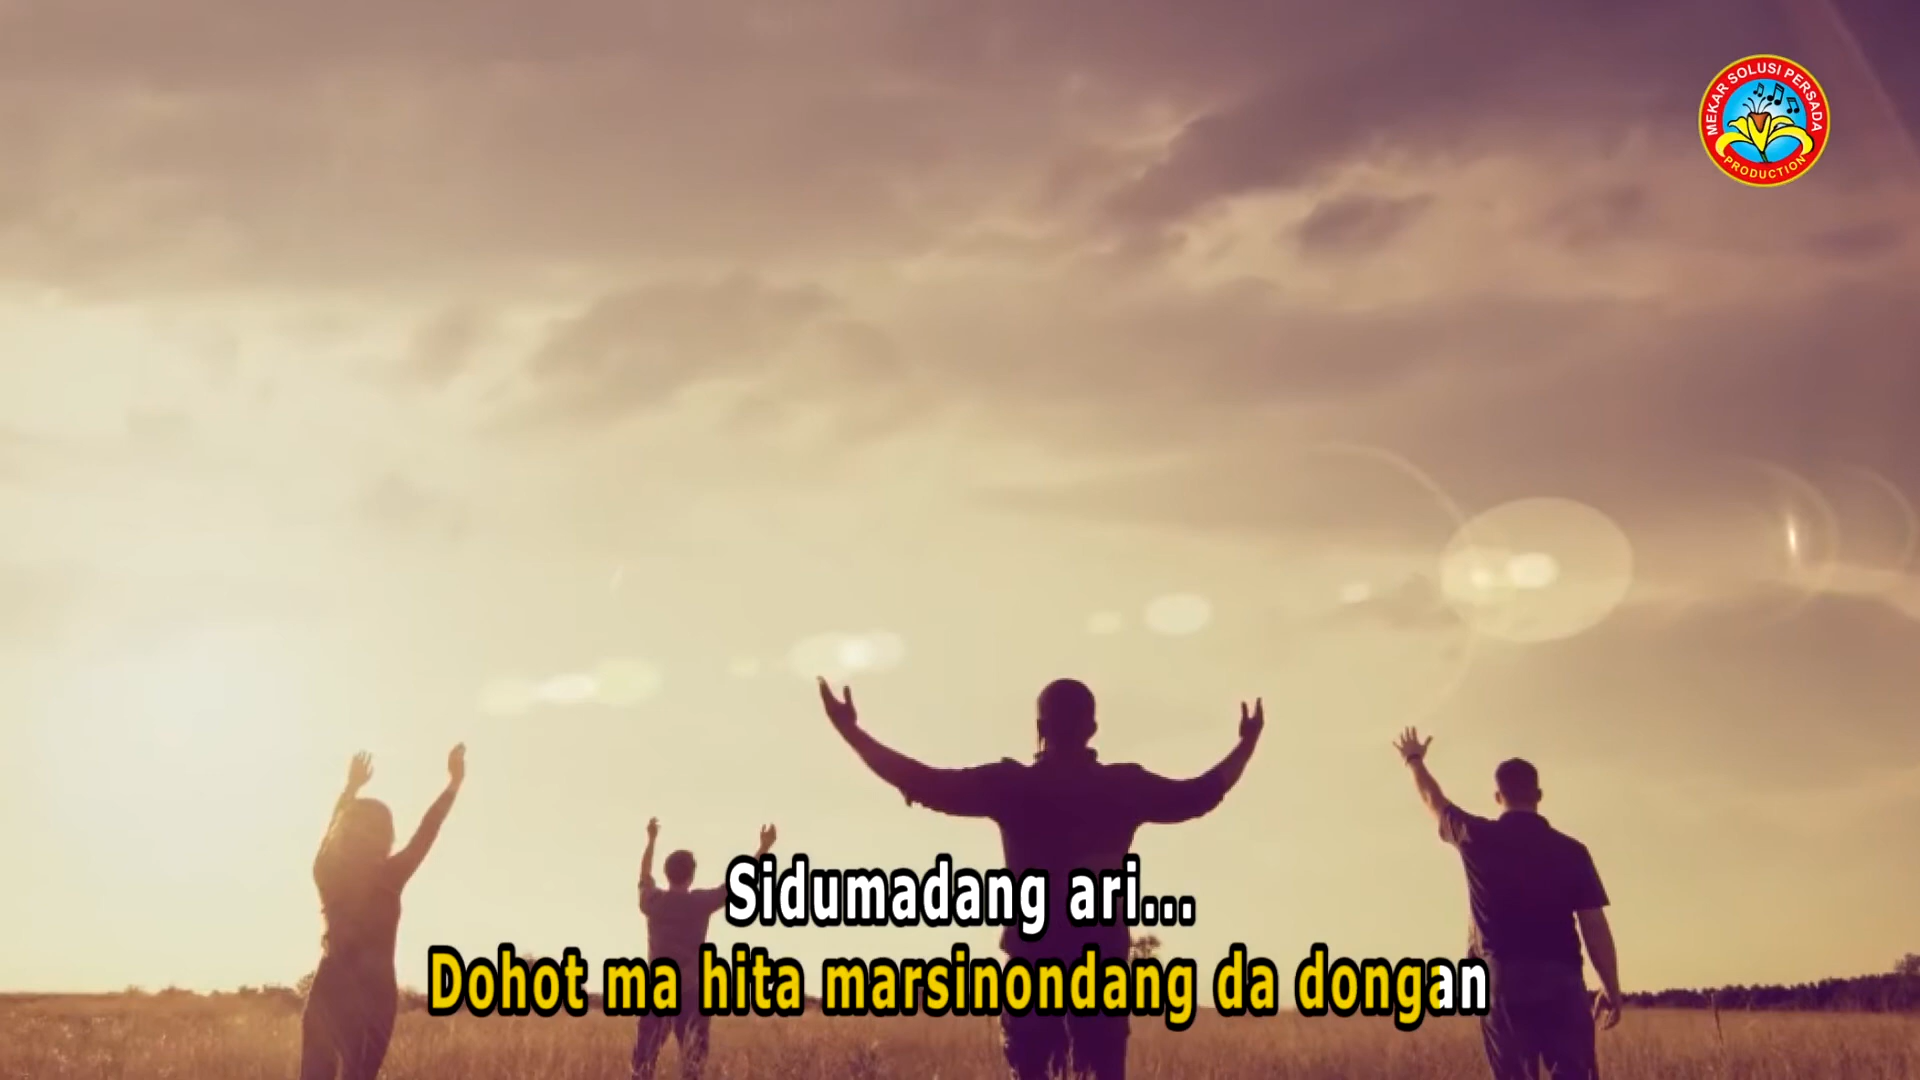 MEKAR SOLUSI PERSADA
PRODUCTION
Sidumadang ari...
Dohot ma hita marsinondang da dongan